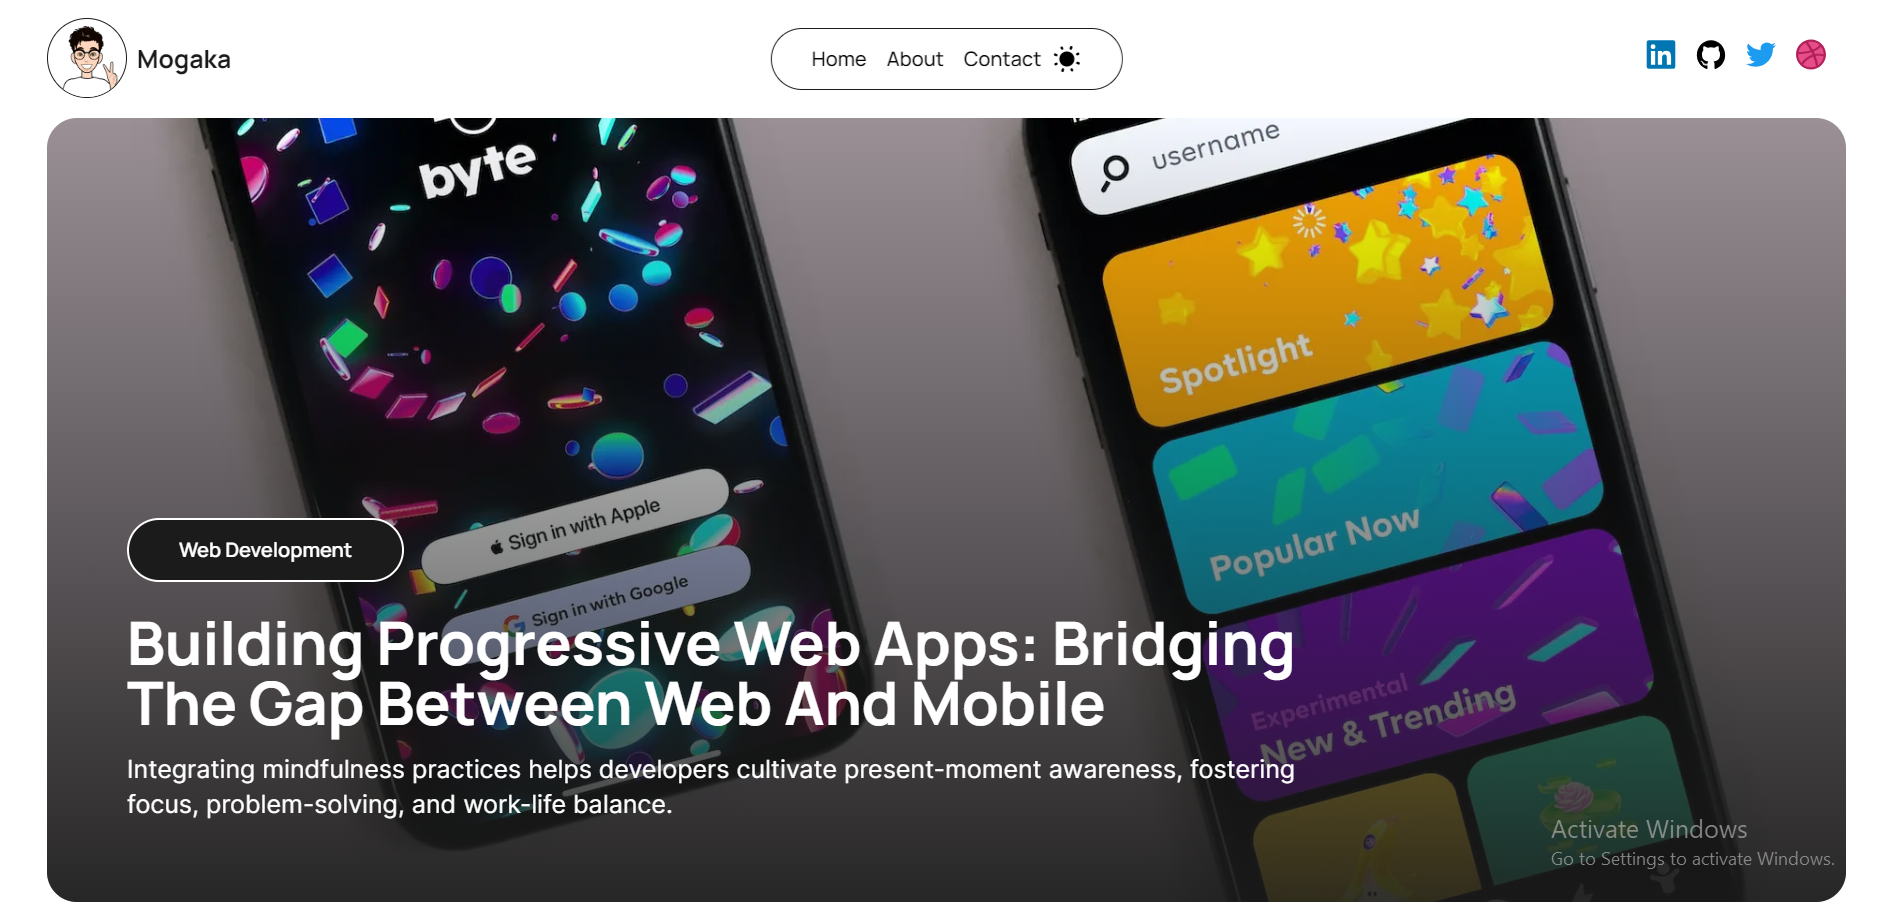 Mogaka
Home About Contact
byte
username
Spotlight
Popular Now
Sign in with Apple
Sign in with Google
Experimental
New & Trending
Web Development
Building Progressive Web Apps: Bridging
The Gap Between Web And Mobile
Integrating mindfulness practices helps developers cultivate present-moment awareness, fostering
focus, problem-solving, and work-life balance.
Activate Windows
Go to Settings to activate Windows.